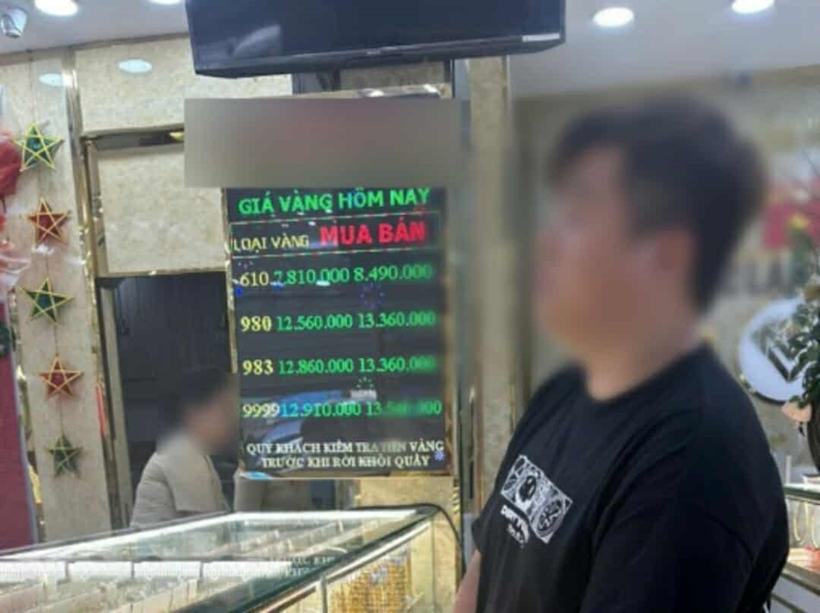 GIÁ VÀNG HÔM NAY
LOẠI VÀNG MUA BÁN
610 7.810.000 8.490.000
980 12.560.000 13.360.000
983 12.860.000 13.360.000
9999 12.910.000
QUÝ KHÁCH KIỂM TRA TIỀN VÀNG
TRƯỚC KHI RỜI KHỎI QUẦY